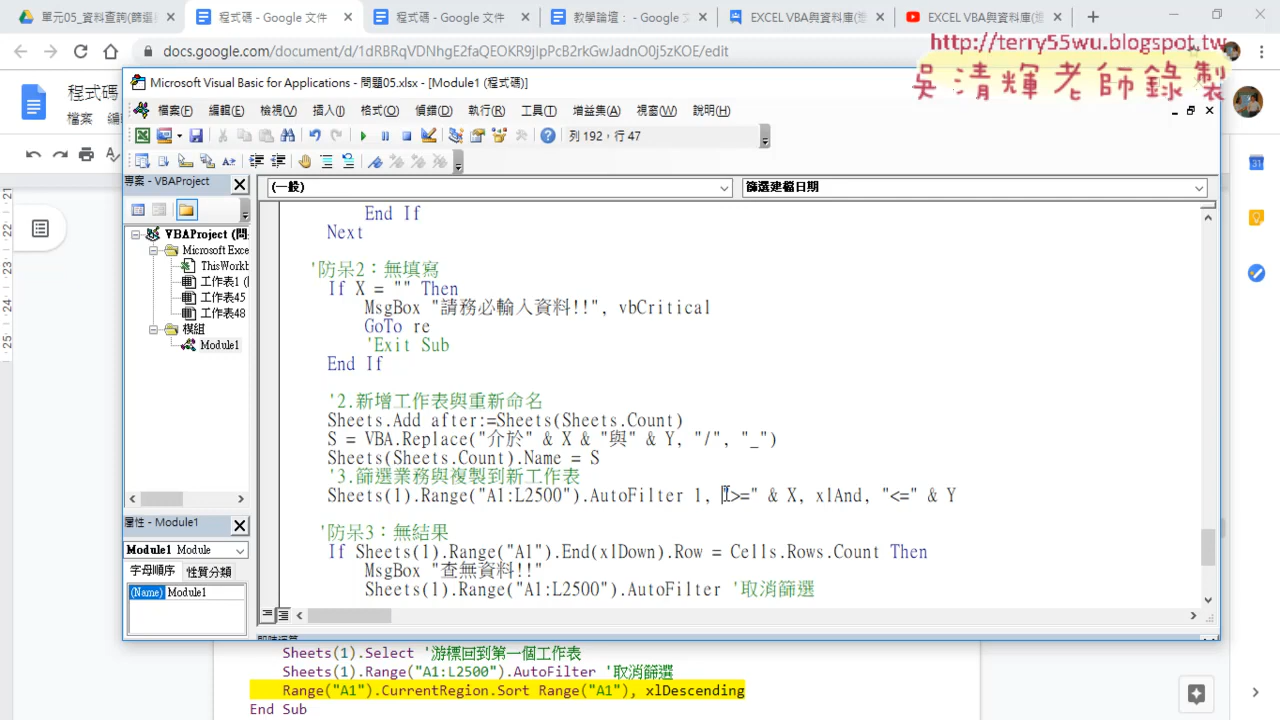 單元05_資料查詢(篩選
程式碼 - Google 文件
程式碼 - Google 文件
教學論壇： - Google 文
EXCEL VBA與資料庫(進
EXCEL VBA與資料庫(進
docs.google.com/document/d/1dRBRqVDNhgE2faQEOKR9jlpPcB2rkGwJadnO0j5zKOE/edit
http://terry55wu.blogspot.tw
吳清輝老師錄製
程式碼
檔案
Microsoft Visual Basic for Applications - 問題05.xlsx - [Module1 (程式碼)]
檔案(F) 編輯(E) 檢視(V) 插入(I) 格式(O) 偵錯(D) 執行(R) 工具(T) 增益集(A) 視窗(W) 說明(H)
列 192，行 47
專案 - VBAProject
(一般)
篩選建檔日期
VBAProject (問
Microsoft Exce
ThisWorkb
工作表1 (
工作表45
工作表48
模組
Module1
屬性 - Module1
Module1 Module
字母順序 性質分類
(Name) Module1
End If
Next
'防呆2：無填寫
If X = "" Then
MsgBox "請務必輸入資料!!", vbCritical
GoTo re
'Exit Sub
End If
'2.新增工作表與重新命名
Sheets.Add after:=Sheets(Sheets.Count)
S = VBA.Replace("介於" & X & "與" & Y, "/", "_")
Sheets(Sheets.Count).Name = S
'3.篩選業務與複製到新工作表
Sheets(1).Range("A1:L2500").AutoFilter 1, ">=" & X, xlAnd, "<=" & Y
'防呆3：無結果
If Sheets(1).Range("A1").End(xlDown).Row = Cells.Rows.Count Then
MsgBox "查無資料!!"
Sheets(1).Range("A1:L2500").AutoFilter '取消篩選
Sheets(1).Select '游標回到第一個工作表
Sheets(1).Range("A1:L2500").AutoFilter '取消篩選
Range("A1").CurrentRegion.Sort Range("A1"), xlDescending
End Sub